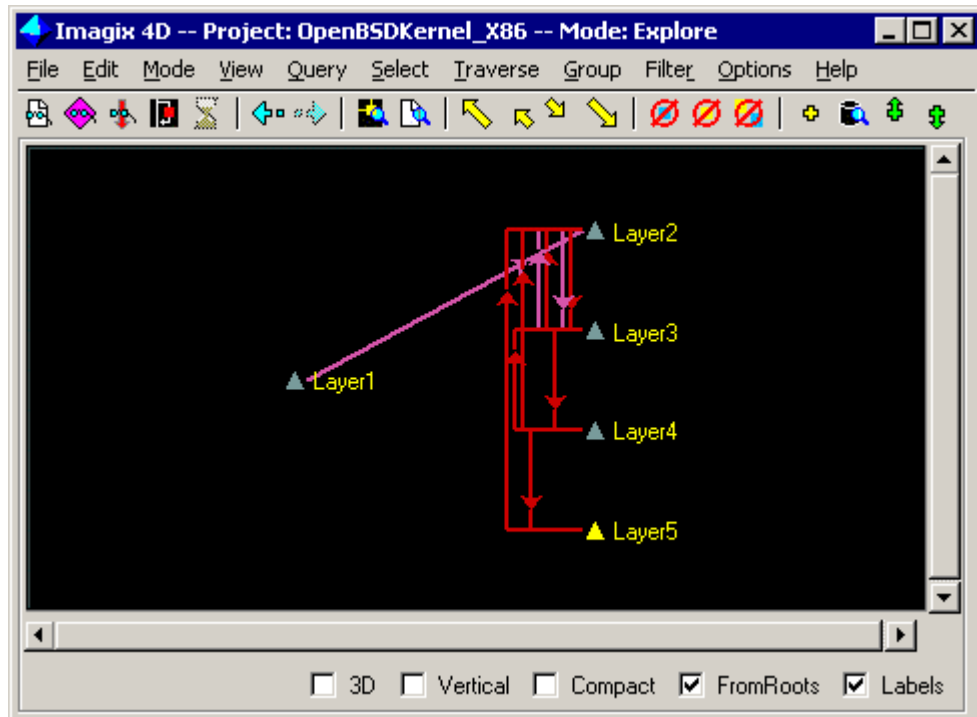 Imagix 4D -- Project: OpenBSDKernel_X86 -- Mode: Explore
File Edit Mode View Query Select Traverse Group Filter Options Help
Layer2
Layer3
Layer1
Layer4
Layer5
3D Vertical Compact FromRoots Labels